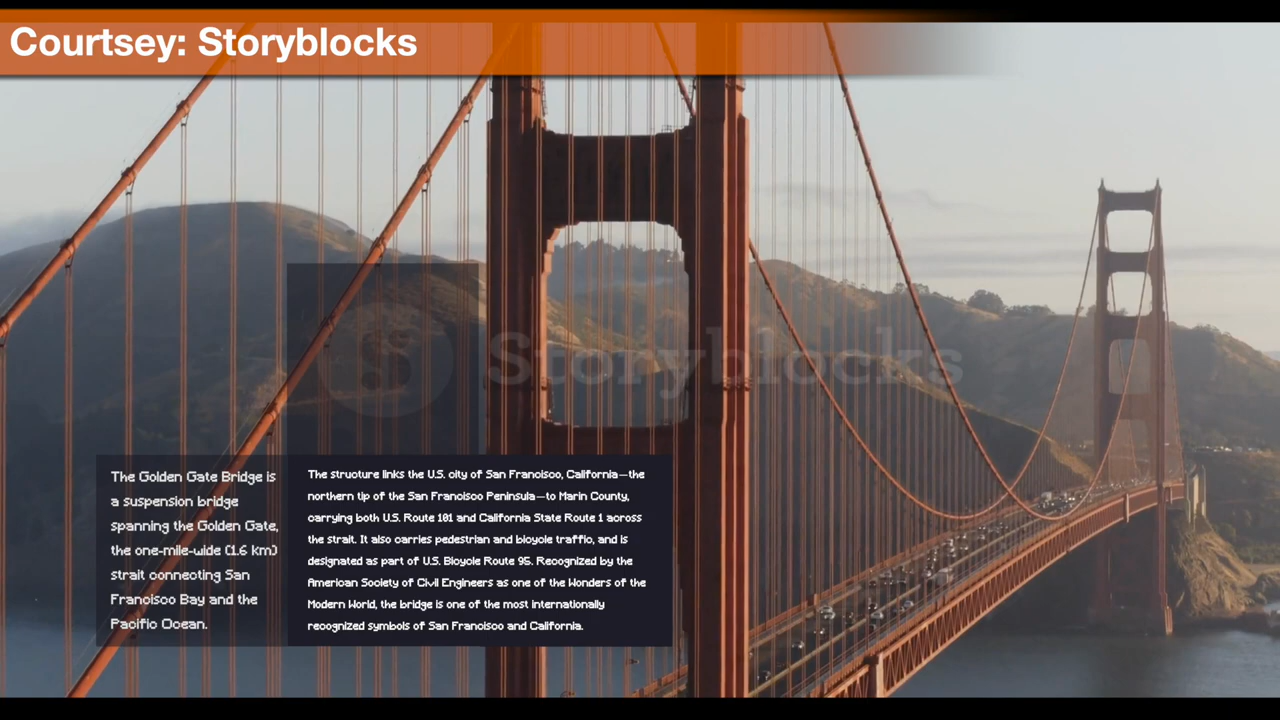 Courtsey: Storyblocks
Storyblocks
The Golden Gate Bridge is
a suspension bridge
spanning the Golden Gate,
the one-mile-wide (1.6 km)
strait connecting San
Francisco Bay and the
Pacific Ocean.
The structure links the U.S. city of San Francisco, California—the
northern tip of the San Francisco Peninsula—to Marin County,
carrying both U.S. Route 101 and California State Route 1 across
the strait. It also carries pedestrian and bicycle traffic, and is
designated as part of U.S. Bicycle Route 95. Recognized by the
American Society of Civil Engineers as one of the Wonders of the
Modern World, the bridge is one of the most internationally
recognized symbols of San Francisco and California.